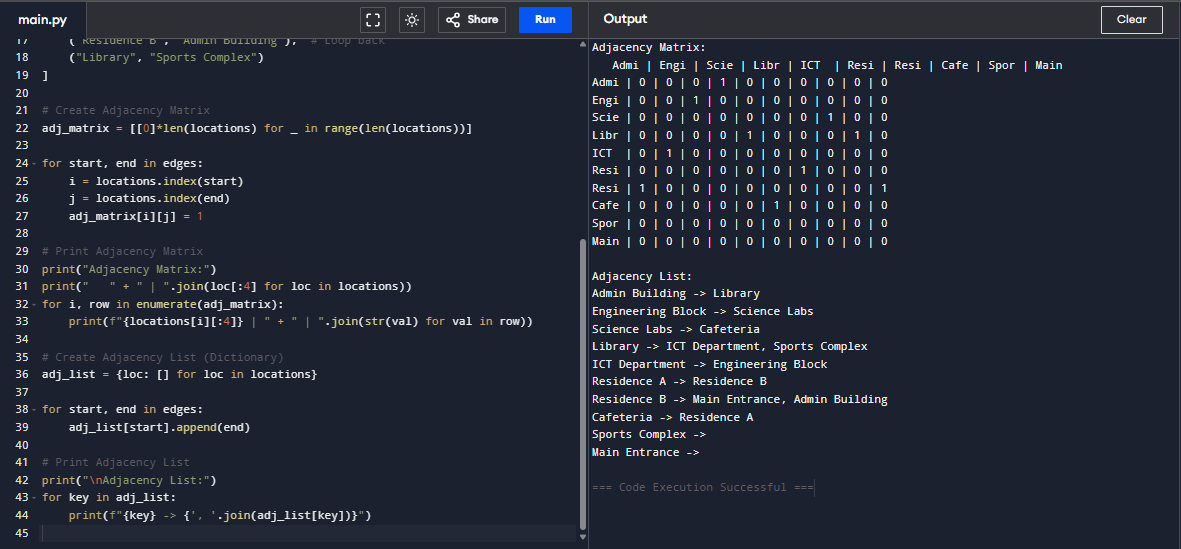 main.py
Share
Run
Output
Clear
17 ("Residence B", "Admin Building"), # Loop back
18 ("Library", "Sports Complex")
19 ]
20
21 # Create Adjacency Matrix
22 adj_matrix = [[0]*len(locations) for _ in range(len(locations))]
23
24 for start, end in edges:
25 i = locations.index(start)
26 j = locations.index(end)
27 adj_matrix[i][j] = 1
28
29 # Print Adjacency Matrix
30 print("Adjacency Matrix:")
31 print("   " + " | ".join(loc[:4] for loc in locations))
32 for i, row in enumerate(adj_matrix):
33 print(f"{locations[i][:4]} | " + " | ".join(str(val) for val in row))
34
35 # Create Adjacency List (Dictionary)
36 adj_list = {loc: [] for loc in locations}
37
38 for start, end in edges:
39 adj_list[start].append(end)
40
41 # Print Adjacency List
42 print("\nAdjacency List:")
43 for key in adj_list:
44 print(f"{key} -> {', '.join(adj_list[key])}")
45
Adjacency Matrix:
Admi | Engi | Scie | Libr | ICT  | Resi | Resi | Cafe | Spor | Main
Admi | 0 | 0 | 0 | 1 | 0 | 0 | 0 | 0 | 0 | 0
Engi | 0 | 0 | 1 | 0 | 0 | 0 | 0 | 0 | 0 | 0
Scie | 0 | 0 | 0 | 0 | 0 | 0 | 0 | 1 | 0 | 0
Libr | 0 | 0 | 0 | 0 | 1 | 0 | 0 | 0 | 1 | 0
ICT  | 0 | 1 | 0 | 0 | 0 | 0 | 0 | 0 | 0 | 0
Resi | 0 | 0 | 0 | 0 | 0 | 0 | 1 | 0 | 0 | 0
Resi | 1 | 0 | 0 | 0 | 0 | 0 | 0 | 0 | 0 | 1
Cafe | 0 | 0 | 0 | 0 | 0 | 1 | 0 | 0 | 0 | 0
Spor | 0 | 0 | 0 | 0 | 0 | 0 | 0 | 0 | 0 | 0
Main | 0 | 0 | 0 | 0 | 0 | 0 | 0 | 0 | 0 | 0
Adjacency List:
Admin Building -> Library
Engineering Block -> Science Labs
Science Labs -> Cafeteria
Library -> ICT Department, Sports Complex
ICT Department -> Engineering Block
Residence A -> Residence B
Residence B -> Main Entrance, Admin Building
Cafeteria -> Residence A
Sports Complex ->
Main Entrance ->
=== Code Execution Successful ===